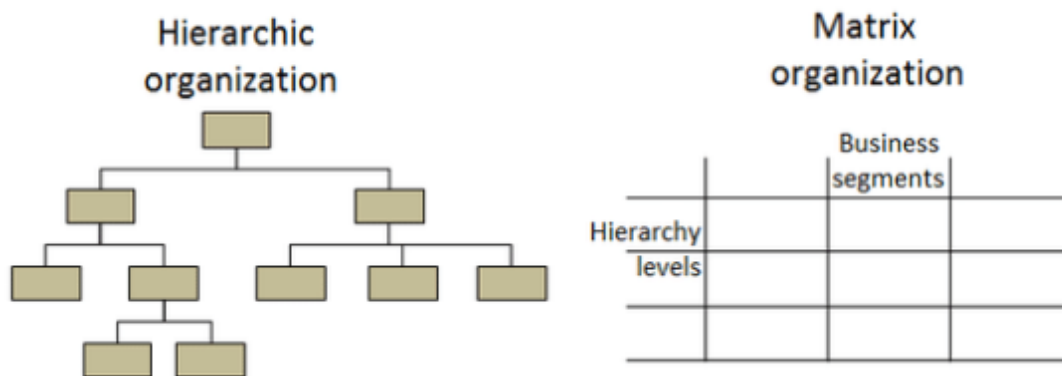 Hierarchic
organization
Matrix
organization
Business
segments
Hierarchy
levels